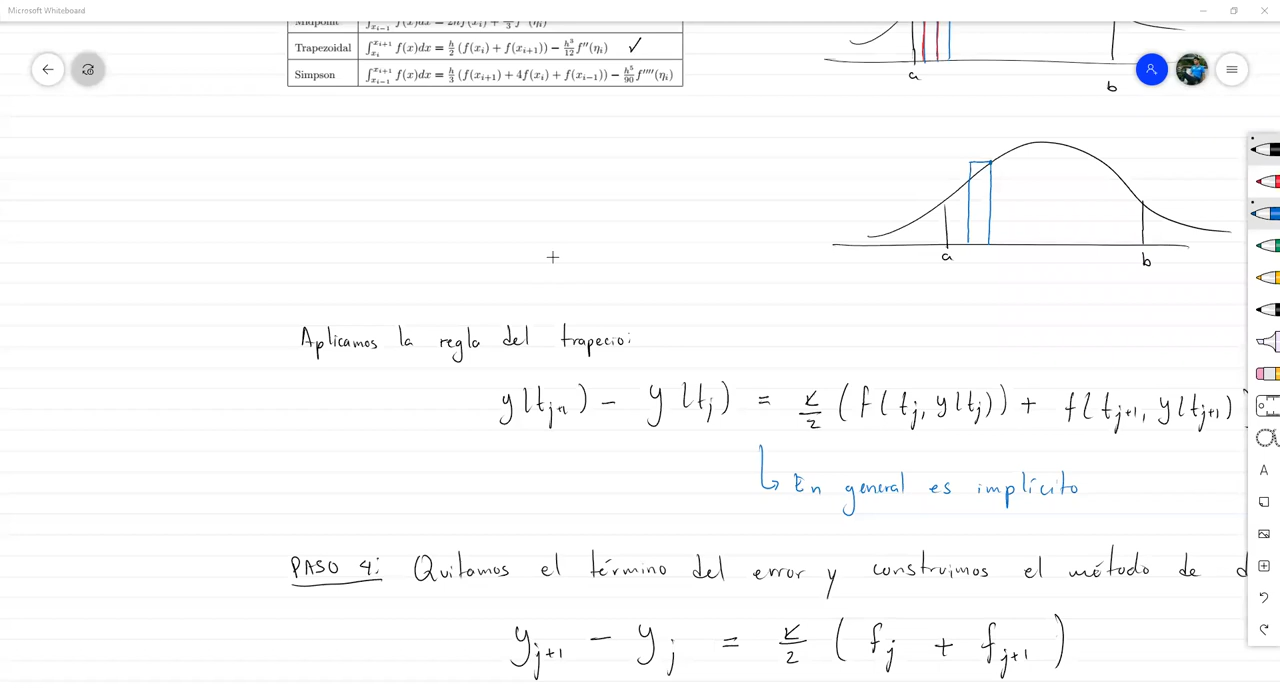 Microsoft Whiteboard
Trapezoidal ∫_{x_i}^{x_{i+1}} f(x)dx = h/2 (f(x_i) + f(x_{i+1})) − h³/12 f''(η_i) ✓
Simpson ∫_{x_{i-1}}^{x_{i+1}} f(x)dx = h/3 (f(x_{i+1}) + 4f(x_i) + f(x_{i-1})) − h⁵/90 f''''(η_i)
a
b
a
b
Aplicamos la regla del trapecio:
y(t_{j+1}) − y(t_j) = k/2 (f(t_j, y(t_j)) + f(t_{j+1}, y(t_{j+1})
↳ En general es implícito
PASO 4: Quitamos el término del error y construimos el método de d
y_{j+1} − y_j = k/2 (f_j + f_{j+1})
A